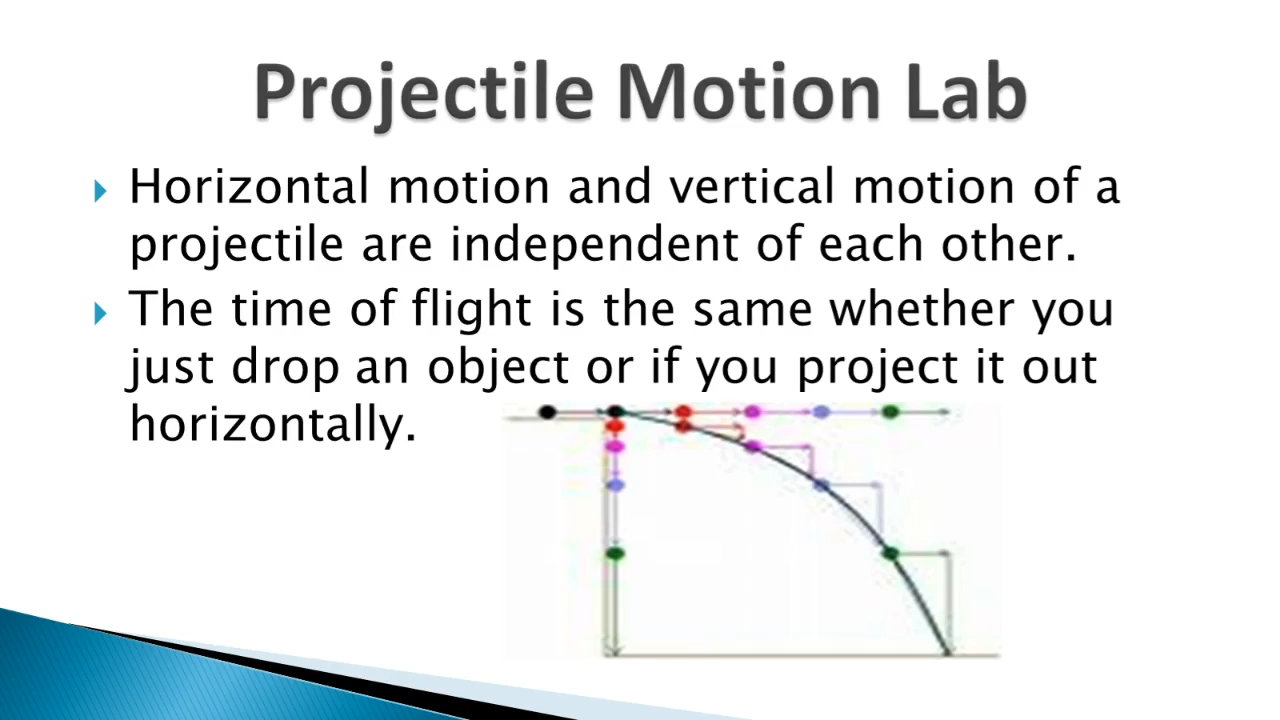 Projectile Motion Lab
Horizontal motion and vertical motion of a
projectile are independent of each other.
The time of flight is the same whether you
just drop an object or if you project it out
horizontally.